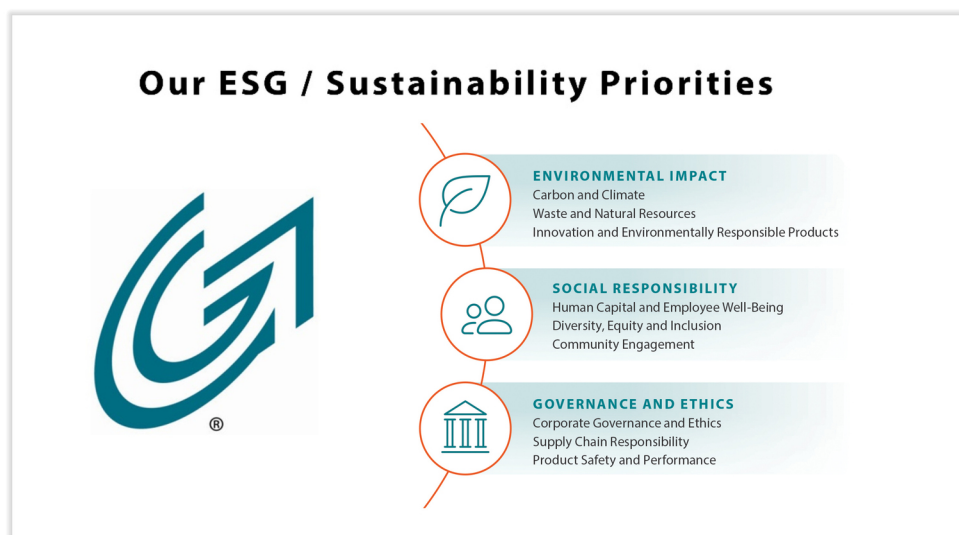 Our ESG / Sustainability Priorities
ENVIRONMENTAL IMPACT
Carbon and Climate
Waste and Natural Resources
Innovation and Environmentally Responsible Products
SOCIAL RESPONSIBILITY
Human Capital and Employee Well-Being
Diversity, Equity and Inclusion
Community Engagement
GOVERNANCE AND ETHICS
Corporate Governance and Ethics
Supply Chain Responsibility
Product Safety and Performance
®